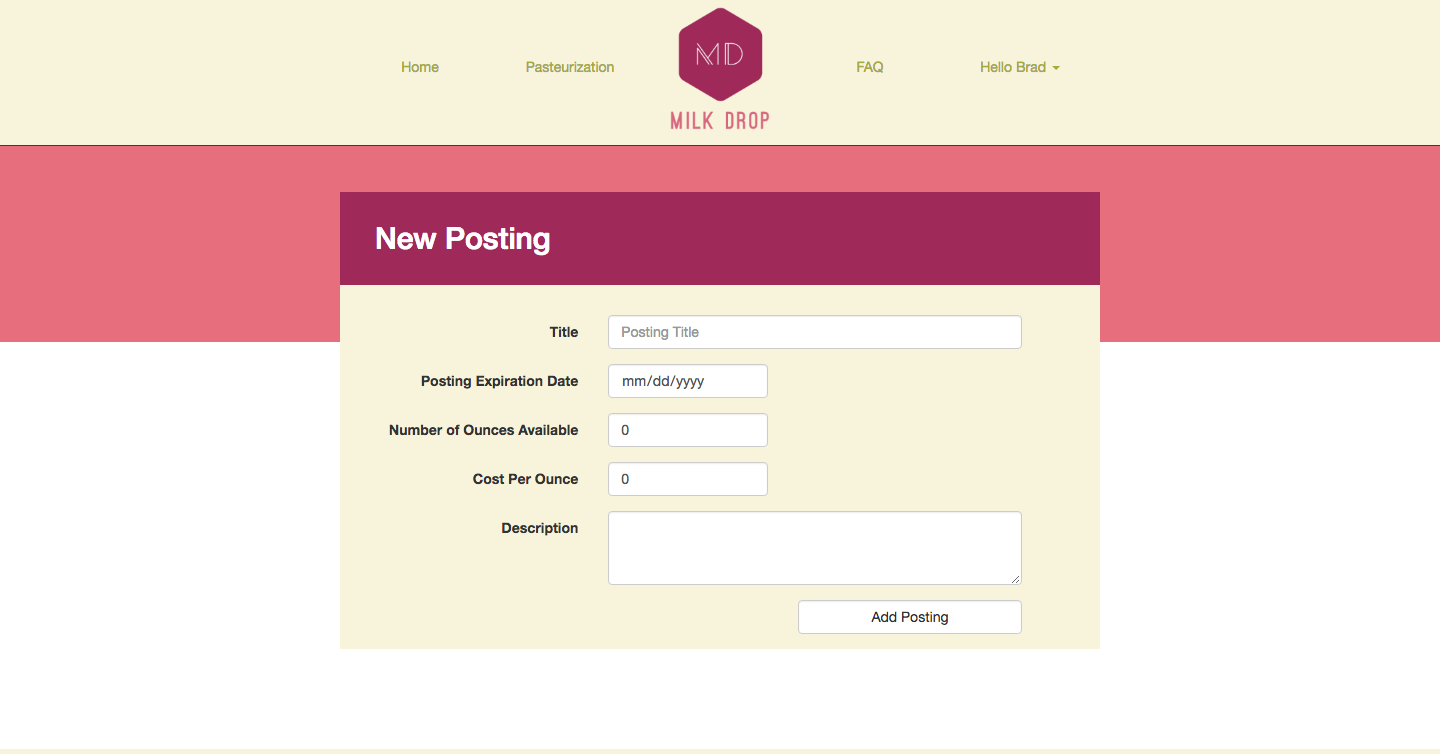 Home
Pasteurization
MD
MILK DROP
FAQ
Hello Brad
New Posting
Title
Posting Title
Posting Expiration Date
mm/dd/yyyy
Number of Ounces Available
0
Cost Per Ounce
0
Description
Add Posting